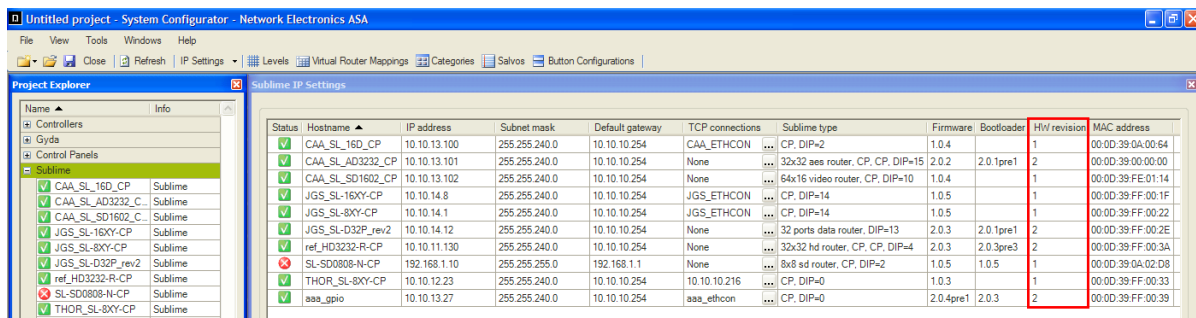 Untitled project - System Configurator - Network Electronics ASA
File View Tools Windows Help
Close Refresh IP Settings Levels Virtual Router Mappings Categories Salvos Button Configurations
Project Explorer
Name Info
Controllers
Gyda
Control Panels
Sublime
CAA_SL_16D_CP Sublime
CAA_SL_AD3232_C... Sublime
CAA_SL_SD1602_C... Sublime
JGS_SL-16XY-CP Sublime
JGS_SL-8XY-CP Sublime
JGS_SL-D32P_rev2 Sublime
ref_HD3232-R-CP Sublime
SL-SD0808-N-CP Sublime
THOR_SL-8XY-CP Sublime
Sublime IP Settings
Status Hostname IP address Subnet mask Default gateway TCP connections Sublime type Firmware Bootloader HW revision MAC address
CAA_SL_16D_CP 10.10.13.100 255.255.240.0 10.10.10.254 CAA_ETHCON ... CP, DIP=2 1.0.4 1 00:0D:39:0A:00:64
CAA_SL_AD3232_CP 10.10.13.101 255.255.240.0 10.10.10.254 None ... 32x32 aes router, CP, CP, DIP=15 2.0.2 2.0.1pre1 2 00:0D:39:00:00:00
CAA_SL_SD1602_CP 10.10.13.102 255.255.240.0 10.10.10.254 None ... 64x16 video router, CP, DIP=10 1.0.4 1 00:0D:39:FE:01:14
JGS_SL-16XY-CP 10.10.14.8 255.255.240.0 10.10.10.254 JGS_ETHCON ... CP, DIP=14 1.0.5 1 00:0D:39:FF:00:1F
JGS_SL-8XY-CP 10.10.14.1 255.255.240.0 10.10.10.254 JGS_ETHCON ... CP, DIP=14 1.0.5 1 00:0D:39:FF:00:22
JGS_SL-D32P_rev2 10.10.14.12 255.255.240.0 10.10.10.254 None ... 32 ports data router, DIP=13 2.0.3 2.0.1pre1 2 00:0D:39:FF:00:2E
ref_HD3232-R-CP 10.10.11.130 255.255.240.0 10.10.10.254 None ... 32x32 hd router, CP, CP, DIP=4 2.0.3 2.0.3pre3 2 00:0D:39:FF:00:3A
SL-SD0808-N-CP 192.168.1.10 255.255.255.0 192.168.1.1 None ... 8x8 sd router, CP, DIP=2 1.0.5 1.0.5 1 00:0D:39:0A:02:D8
THOR_SL-8XY-CP 10.10.12.23 255.255.240.0 10.10.10.254 10.10.10.216 ... CP, DIP=0 1.0.3 1 00:0D:39:FF:00:33
aaa_gpio 10.10.13.27 255.255.240.0 10.10.10.254 aaa_ethcon ... CP, DIP=0 2.0.4pre1 2.0.3 2 00:0D:39:FF:00:39